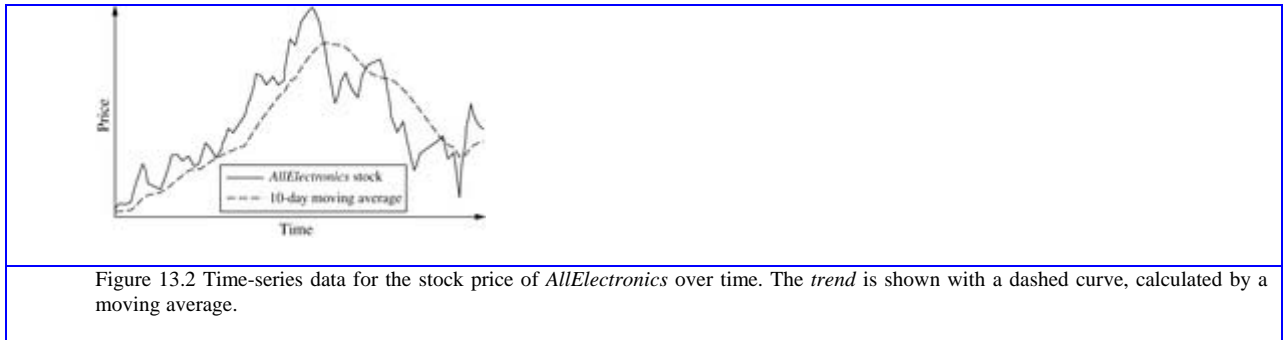 Price
AllElectronics stock
10-day moving average
Time
Figure 13.2 Time-series data for the stock price of AllElectronics over time. The trend is shown with a dashed curve, calculated by a
moving average.